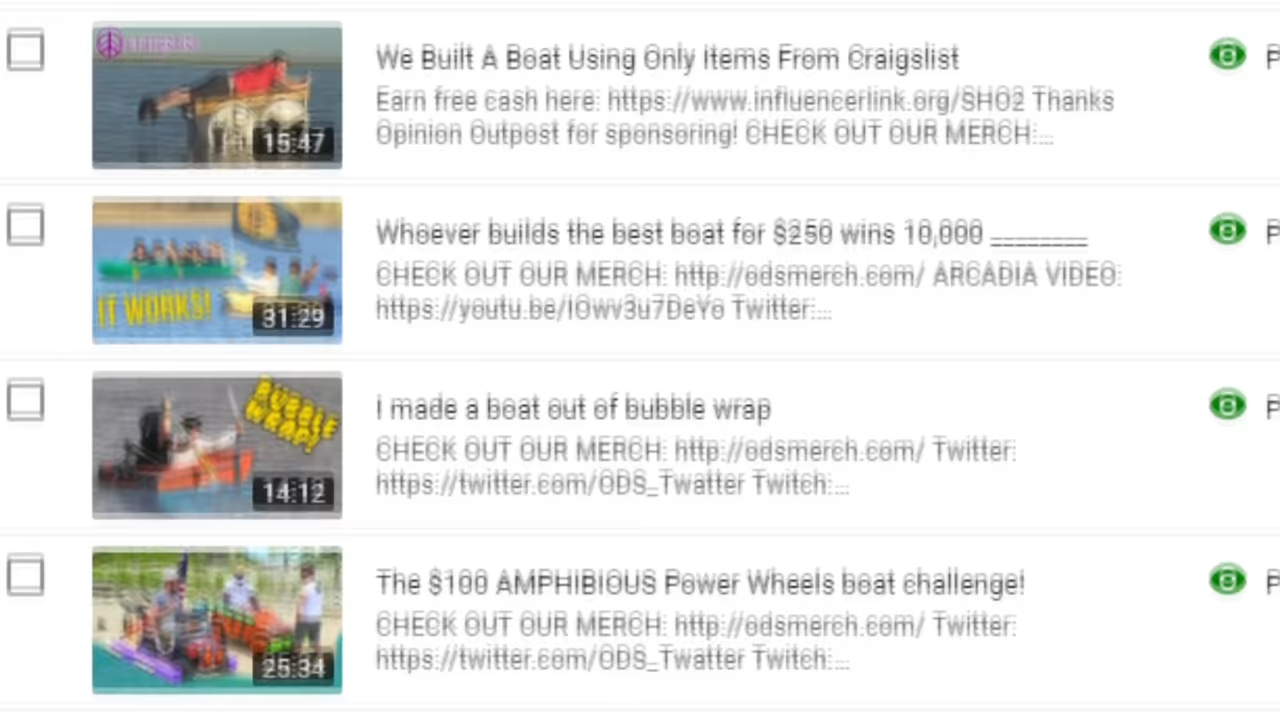 We Built A Boat Using Only Items From Craigslist
Earn free cash here: https://www.influencerlink.org/SHO2 Thanks
Opinion Outpost for sponsoring! CHECK OUT OUR MERCH:...
15:47
Whoever builds the best boat for $250 wins 10,000 ________
CHECK OUT OUR MERCH: http://odsmerch.com/ ARCADIA VIDEO:
https://youtu.be/IOwv3u7DeYo Twitter:...
IT WORKS!
31:29
I made a boat out of bubble wrap
CHECK OUT OUR MERCH: http://odsmerch.com/ Twitter:
https://twitter.com/ODS_Twatter Twitch:...
BUBBLE
WRAP!
14:12
The $100 AMPHIBIOUS Power Wheels boat challenge!
CHECK OUT OUR MERCH: http://odsmerch.com/ Twitter:
https://twitter.com/ODS_Twatter Twitch:...
25:34